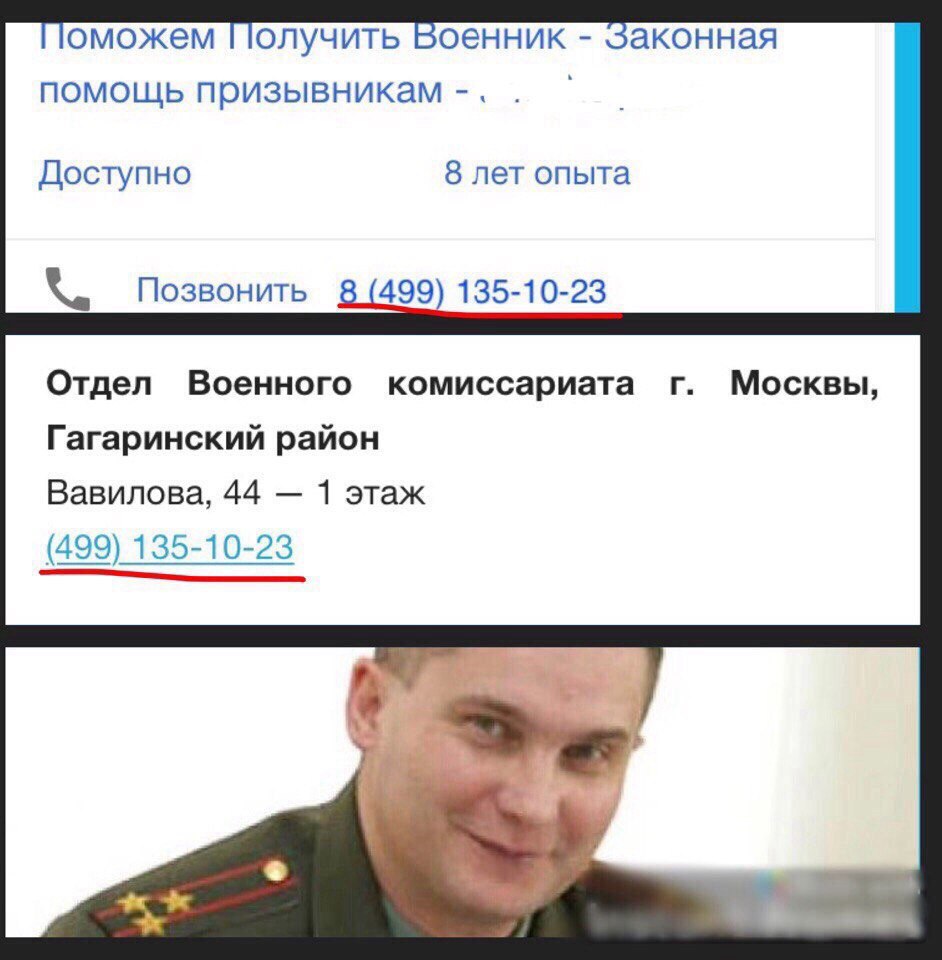 Поможем Получить Военник - Законная
помощь призывникам -
Доступно 8 лет опыта
Позвонить 8 (499) 135-10-23
Отдел Военного комиссариата г. Москвы,
Гагаринский район
Вавилова, 44 — 1 этаж
(499) 135-10-23